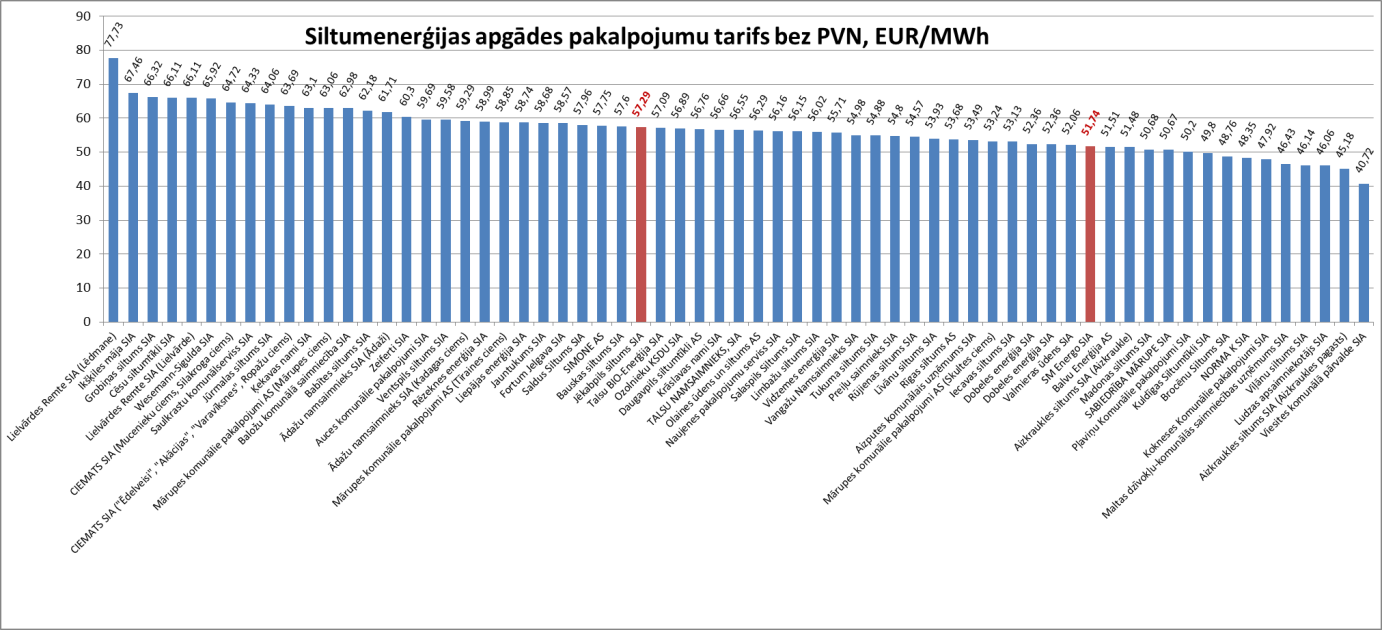 Siltumenerģijas apgādes pakalpojumu tarifs bez PVN, EUR/MWh
90
80
70
60
50
40
30
20
10
0
77,73
67,46
66,32
66,11
66,11
65,92
64,72
64,33
64,06
63,69
63,1
63,06
62,98
62,18
61,71
60,3
59,69
59,58
59,29
58,99
58,85
58,74
58,68
58,57
57,96
57,75
57,6
57,29
57,09
56,89
56,76
56,66
56,55
56,29
56,16
56,15
56,02
55,71
54,98
54,88
54,8
54,57
53,93
53,68
53,49
53,24
53,13
52,36
52,36
52,06
51,74
51,51
51,48
50,68
50,67
50,2
49,8
48,76
48,35
47,92
46,43
46,14
46,06
45,18
40,72
Lielvārdes Remte SIA (Lēdmane)
Ikšķiles māja SIA
Grobiņas siltums SIA
Cēsu siltumtīkli SIA
Lielvārdes Remte SIA (Lielvārde)
Wesemann-Sigulda SIA
CIEMATS SIA (Mucenieku ciems, Silakroga ciems)
Saulkrastu komunālserviss SIA
Jūrmalas siltums SIA
CIEMATS SIA ("Ēdelveisi", "Akācijas", "Varavīksnes", Ropažu ciems)
Ķekavas nami SIA
Mārupes komunālie pakalpojumi AS (Mārupes ciems)
Baložu komunālā saimniecība SIA
Babītes siltums SIA
Ādažu namsaimnieks SIA (Ādaži)
Zeiferti SIA
Auces komunālie pakalpojumi SIA
Ventspils siltums SIA
Ādažu namsaimnieks SIA (Kadagas ciems)
Rēzeknes enerģija SIA
Mārupes komunālie pakalpojumi AS (Tīraines ciems)
Liepājas enerģija SIA
Jauntukums SIA
Fortum Jelgava SIA
Saldus Siltums SIA
SIMONE AS
Bauskas siltums SIA
Jēkabpils siltums SIA
Talsu BIO-Enerģija SIA
Ozolnieku KSDU SIA
Daugavpils siltumtīkli AS
Krāslavas nami SIA
TALSU NAMSAIMNIEKS, SIA
Olaines ūdens un siltums AS
Naujenes pakalpojumu serviss SIA
Salaspils Siltums SIA
Limbažu siltums SIA
Vidzemes enerģija SIA
Vangažu Namsaimnieks SIA
Tukuma siltums SIA
Preiļu saimnieks SIA
Rūjienas siltums SIA
Līvānu siltums SIA
Rīgas siltums AS
Aizputes komunālais uzņēmums SIA
Mārupes komunālie pakalpojumi AS (Skultes ciems)
Iecavas siltums SIA
Dobeles enerģija SIA
Dobeles enerģija SIA
Valmieras ūdens SIA
SM Energo SIA
Balvu Enerģija AS
Aizkraukles siltums SIA (Aizkraukle)
Madonas siltums SIA
SABIEDRĪBA MĀRUPE SIA
Pļaviņu Komunālie pakalpojumi SIA
Kuldīgas Siltumtīkli SIA
Brocēnu Siltums SIA
NORMA K SIA
Kokneses Komunālie pakalpojumi SIA
Maltas dzīvokļu-komunālās saimniecības uzņēmums SIA
Viļānu siltums SIA
Ludzas apsaimniekotājs SIA
Aizkraukles siltums SIA (Aizkraukles pagasts)
Viesītes komunālā pārvalde SIA